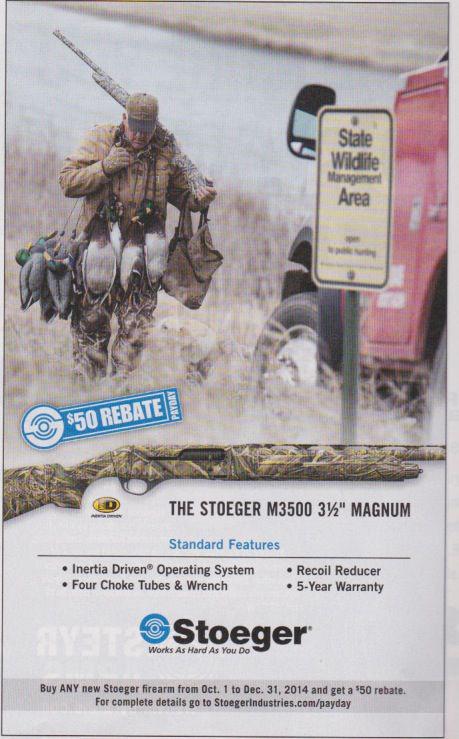 State
Wildlife
Management
Area
open
to public hunting
$50 REBATE PAYDAY
INERTIA DRIVEN
THE STOEGER M3500 3½" MAGNUM
Standard Features
• Inertia Driven® Operating System
• Four Choke Tubes & Wrench
• Recoil Reducer
• 5-Year Warranty
Stoeger®
Works As Hard As You Do
Buy ANY new Stoeger firearm from Oct. 1 to Dec. 31, 2014 and get a $50 rebate.
For complete details go to StoegerIndustries.com/payday